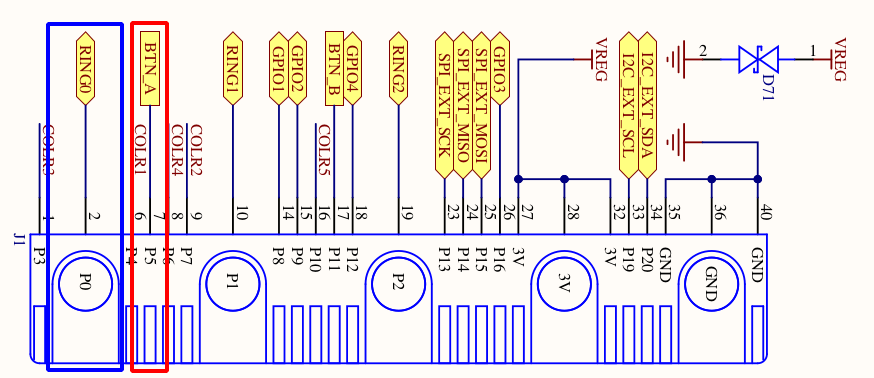 RING0
BTN_A
RING1
GPIO1
GPIO2
BTN_B
GPIO4
RING2
SPI_EXT_SCK
SPI_EXT_MISO
SPI_EXT_MOSI
GPIO3
VREG
I2C_EXT_SCL
I2C_EXT_SDA
2
D71
1
VREG
COLR3
COLR1
COLR4
COLR2
COLR5
1
2
6
7
8
9
10
14
15
16
17
18
19
23
24
25
26
27
28
32
33
34
35
36
40
J1
P3
P0
P4
P5
P6
P7
P1
P8
P9
P10
P11
P12
P2
P13
P14
P15
P16
3V
3V
3V
P19
P20
GND
GND
GND